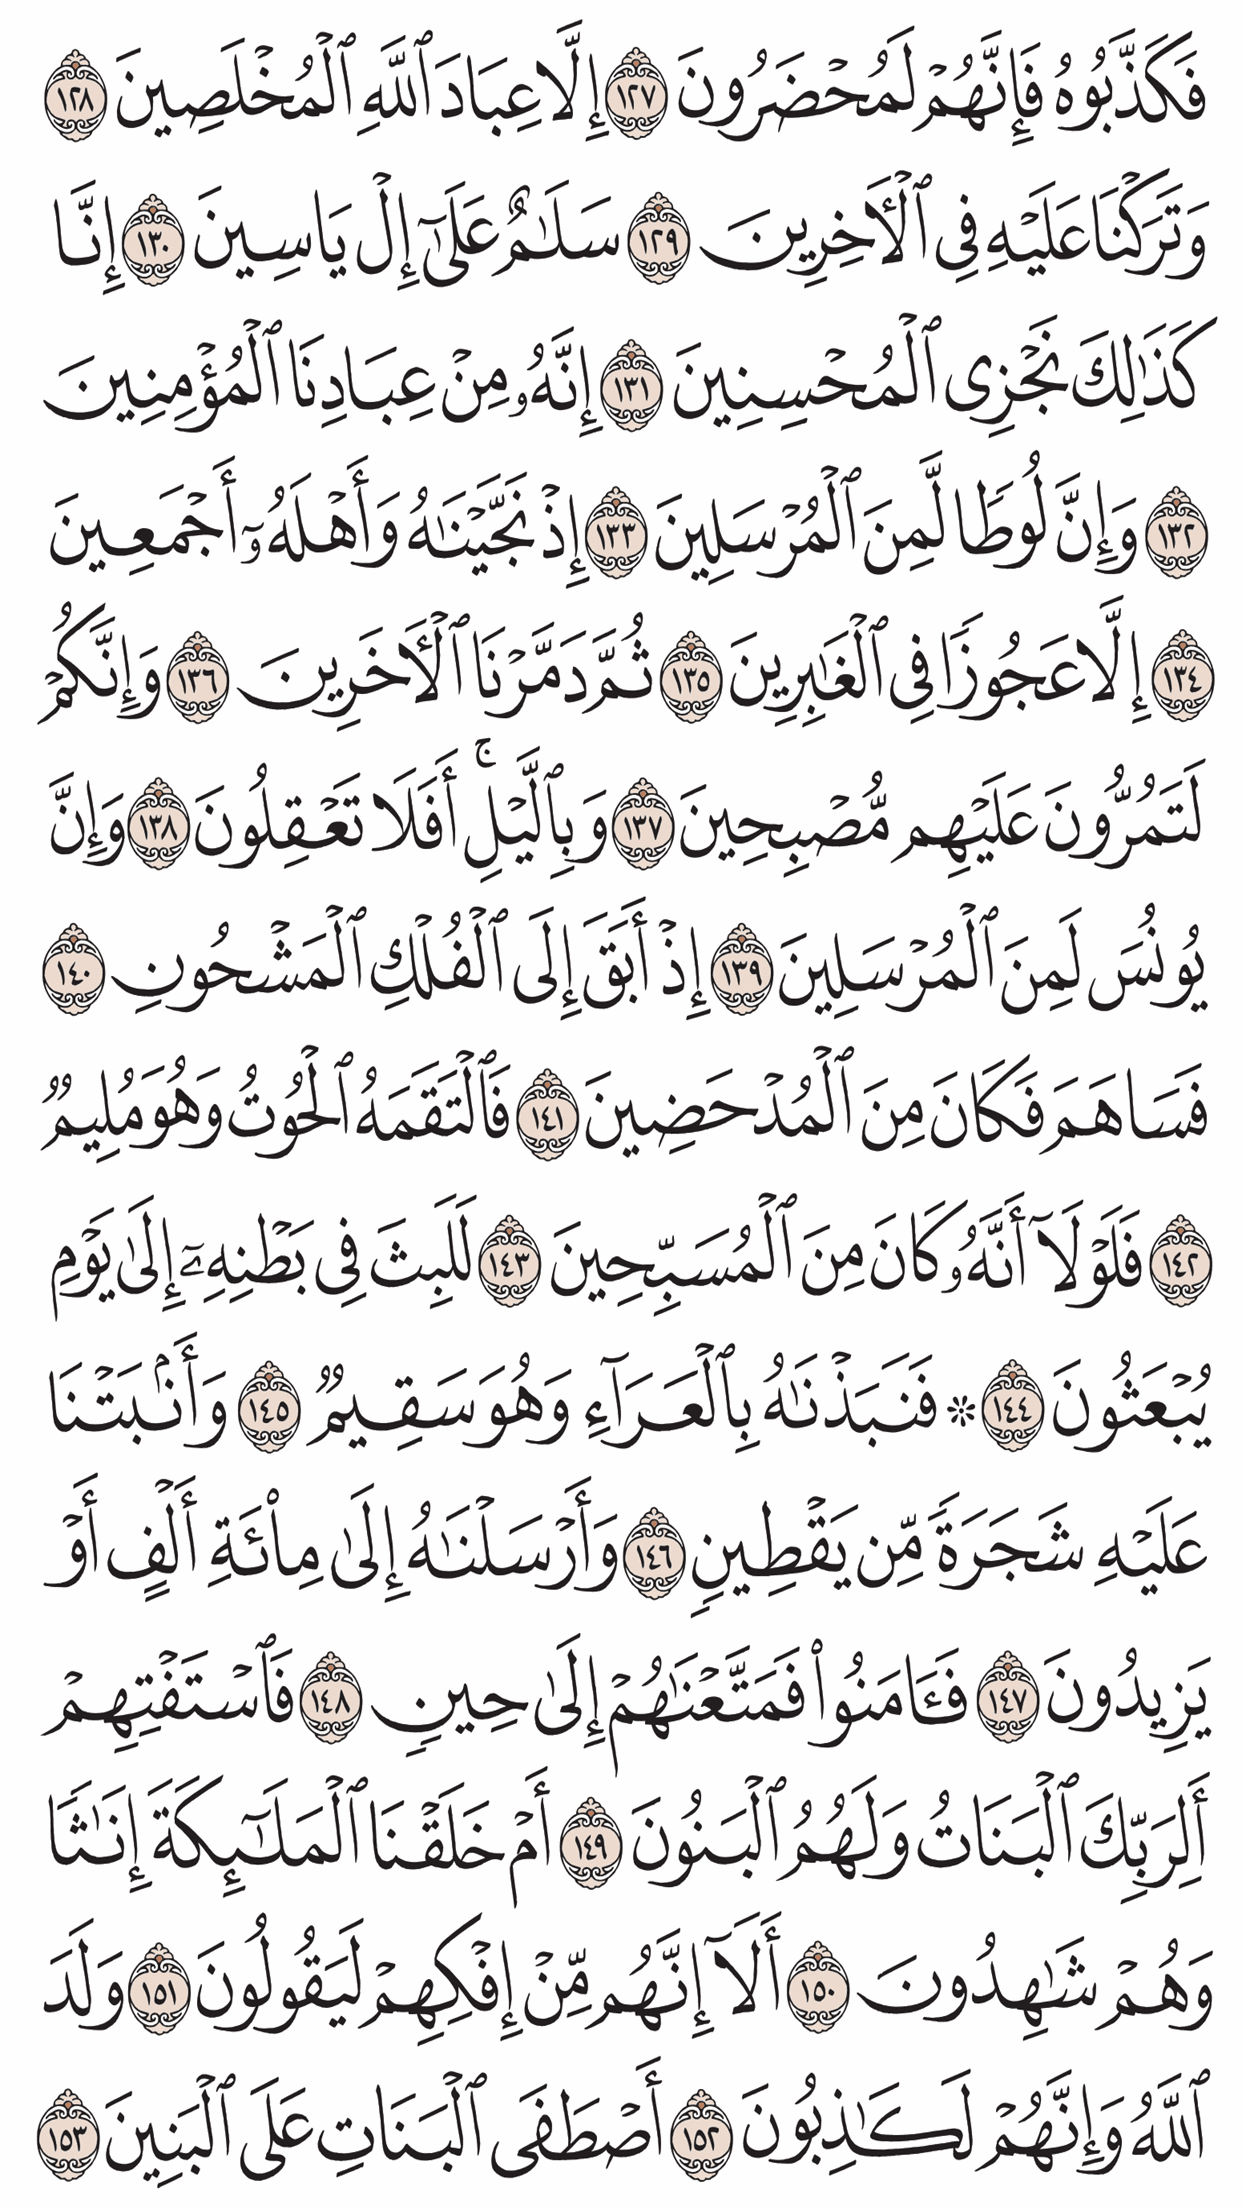 فَكَذَّبُوهُ فَإِنَّهُمْ لَمُحْضَرُونَ ١٢٧ إِلَّا عِبَادَ ٱللَّهِ ٱلْمُخْلَصِينَ ١٢٨
وَتَرَكْنَا عَلَيْهِ فِى ٱلْأَخِرِينَ ١٢٩ سَلَـٰمٌ عَلَىٰٓ إِلْ يَاسِينَ ١٣٠ إِنَّا
كَذَٰلِكَ نَجْزِى ٱلْمُحْسِنِينَ ١٣١ إِنَّهُۥ مِنْ عِبَادِنَا ٱلْمُؤْمِنِينَ
١٣٢ وَإِنَّ لُوطًا لَّمِنَ ٱلْمُرْسَلِينَ ١٣٣ إِذْ نَجَّيْنَـٰهُ وَأَهْلَهُۥٓ أَجْمَعِينَ
١٣٤ إِلَّا عَجُوزًا فِى ٱلْغَـٰبِرِينَ ١٣٥ ثُمَّ دَمَّرْنَا ٱلْأَخَرِينَ ١٣٦ وَإِنَّكُمْ
لَتَمُرُّونَ عَلَيْهِم مُّصْبِحِينَ ١٣٧ وَبِٱلَّيْلِ ۚ أَفَلَا تَعْقِلُونَ ١٣٨ وَإِنَّ
يُونُسَ لَمِنَ ٱلْمُرْسَلِينَ ١٣٩ إِذْ أَبَقَ إِلَى ٱلْفُلْكِ ٱلْمَشْحُونِ ١٤٠
فَسَاهَمَ فَكَانَ مِنَ ٱلْمُدْحَضِينَ ١٤١ فَٱلْتَقَمَهُ ٱلْحُوتُ وَهُوَ مُلِيمٌ
١٤٢ فَلَوْلَآ أَنَّهُۥ كَانَ مِنَ ٱلْمُسَبِّحِينَ ١٤٣ لَلَبِثَ فِى بَطْنِهِۦٓ إِلَىٰ يَوْمِ
يُبْعَثُونَ ١٤٤ ۞ فَنَبَذْنَـٰهُ بِٱلْعَرَآءِ وَهُوَ سَقِيمٌ ١٤٥ وَأَنۢبَتْنَا
عَلَيْهِ شَجَرَةً مِّن يَقْطِينٍ ١٤٦ وَأَرْسَلْنَـٰهُ إِلَىٰ مِا۟ئَةِ أَلْفٍ أَوْ
يَزِيدُونَ ١٤٧ فَـَٔامَنُوا۟ فَمَتَّعْنَـٰهُمْ إِلَىٰ حِينٍ ١٤٨ فَٱسْتَفْتِهِمْ
أَلِرَبِّكَ ٱلْبَنَاتُ وَلَهُمُ ٱلْبَنُونَ ١٤٩ أَمْ خَلَقْنَا ٱلْمَلَـٰٓئِكَةَ إِنَـٰثًا
وَهُمْ شَـٰهِدُونَ ١٥٠ أَلَآ إِنَّهُم مِّنْ إِفْكِهِمْ لَيَقُولُونَ ١٥١ وَلَدَ
ٱللَّهُ وَإِنَّهُمْ لَكَـٰذِبُونَ ١٥٢ أَصْطَفَى ٱلْبَنَاتِ عَلَى ٱلْبَنِينَ ١٥٣